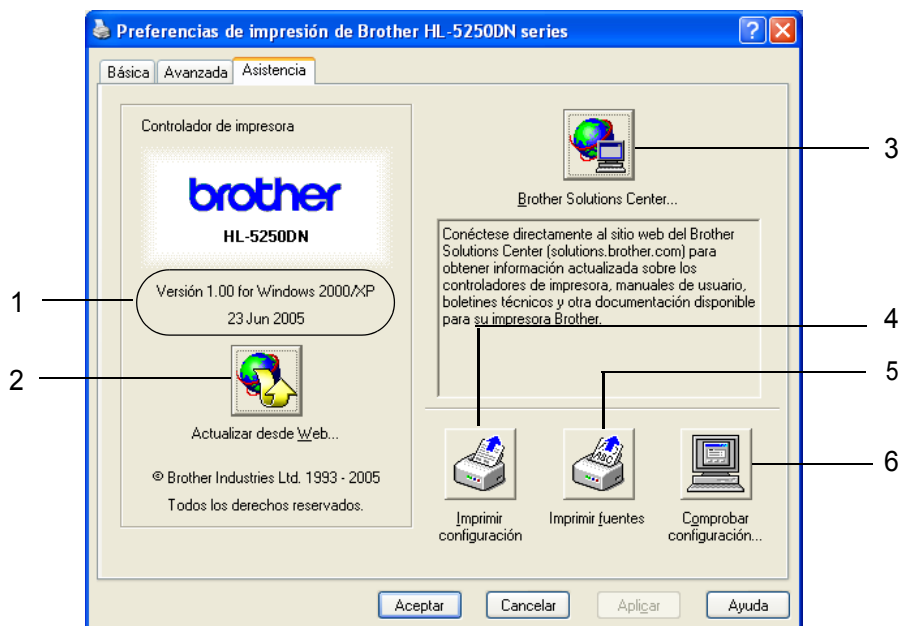 Preferencias de impresión de Brother HL-5250DN series
Básica
Avanzada
Asistencia
Controlador de impresora
brother
HL-5250DN
1
Versión 1.00 for Windows 2000/XP
23 Jun 2005
2
Actualizar desde Web...
© Brother Industries Ltd. 1993 - 2005
Todos los derechos reservados.
3
Brother Solutions Center...
Conéctese directamente al sitio web del Brother
Solutions Center (solutions.brother.com) para
obtener información actualizada sobre los
controladores de impresora, manuales de usuario,
boletines técnicos y otra documentación disponible
para su impresora Brother.
4
5
ABC
6
Imprimir
configuración
Imprimir fuentes
Comprobar
configuración...
Aceptar
Cancelar
Aplicar
Ayuda